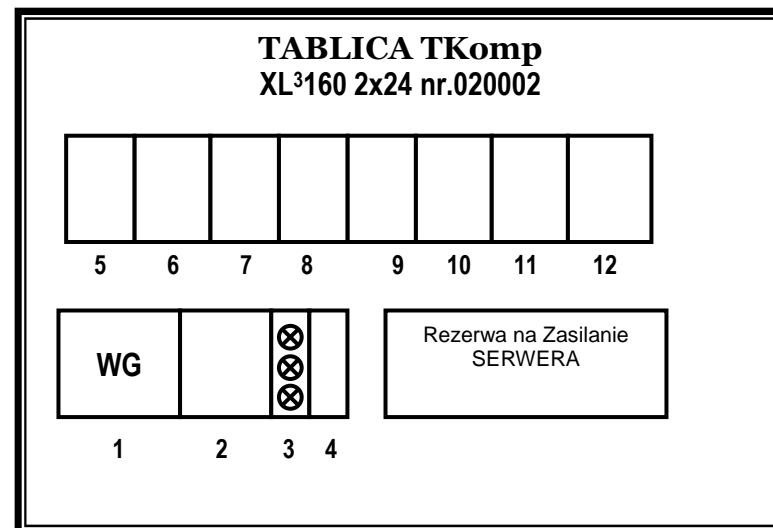 TABLICA TKomp
XL³160 2x24 nr.020002
5 6 7 8 9 10 11 12
WG
Rezerwa na Zasilanie
SERWERA
1 2 3 4